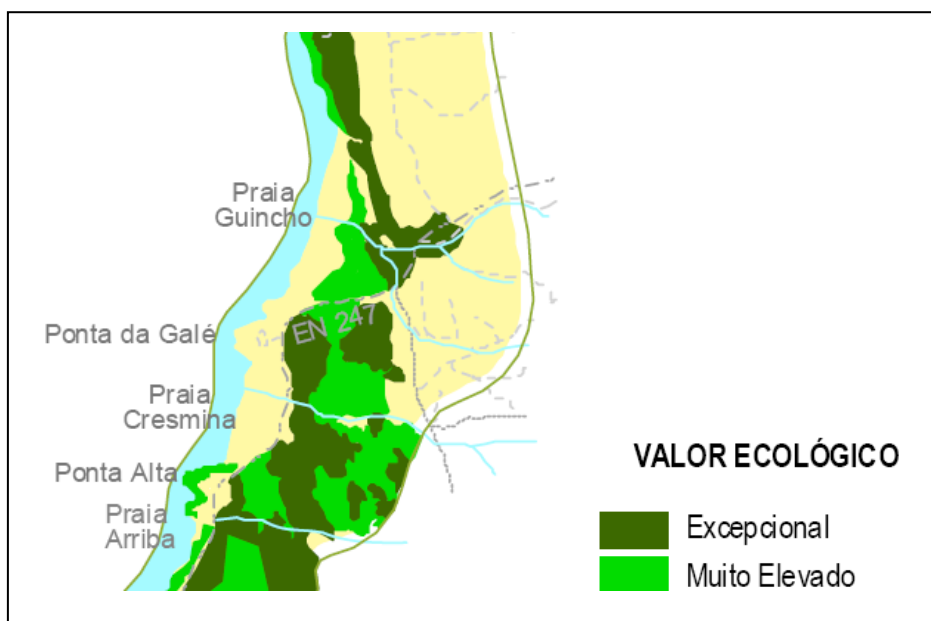 Praia
Guincho
EN 247
Ponta da Galé
Praia
Cresmina
Ponta Alta
Praia
Arriba
VALOR ECOLÓGICO
Excepcional
Muito Elevado